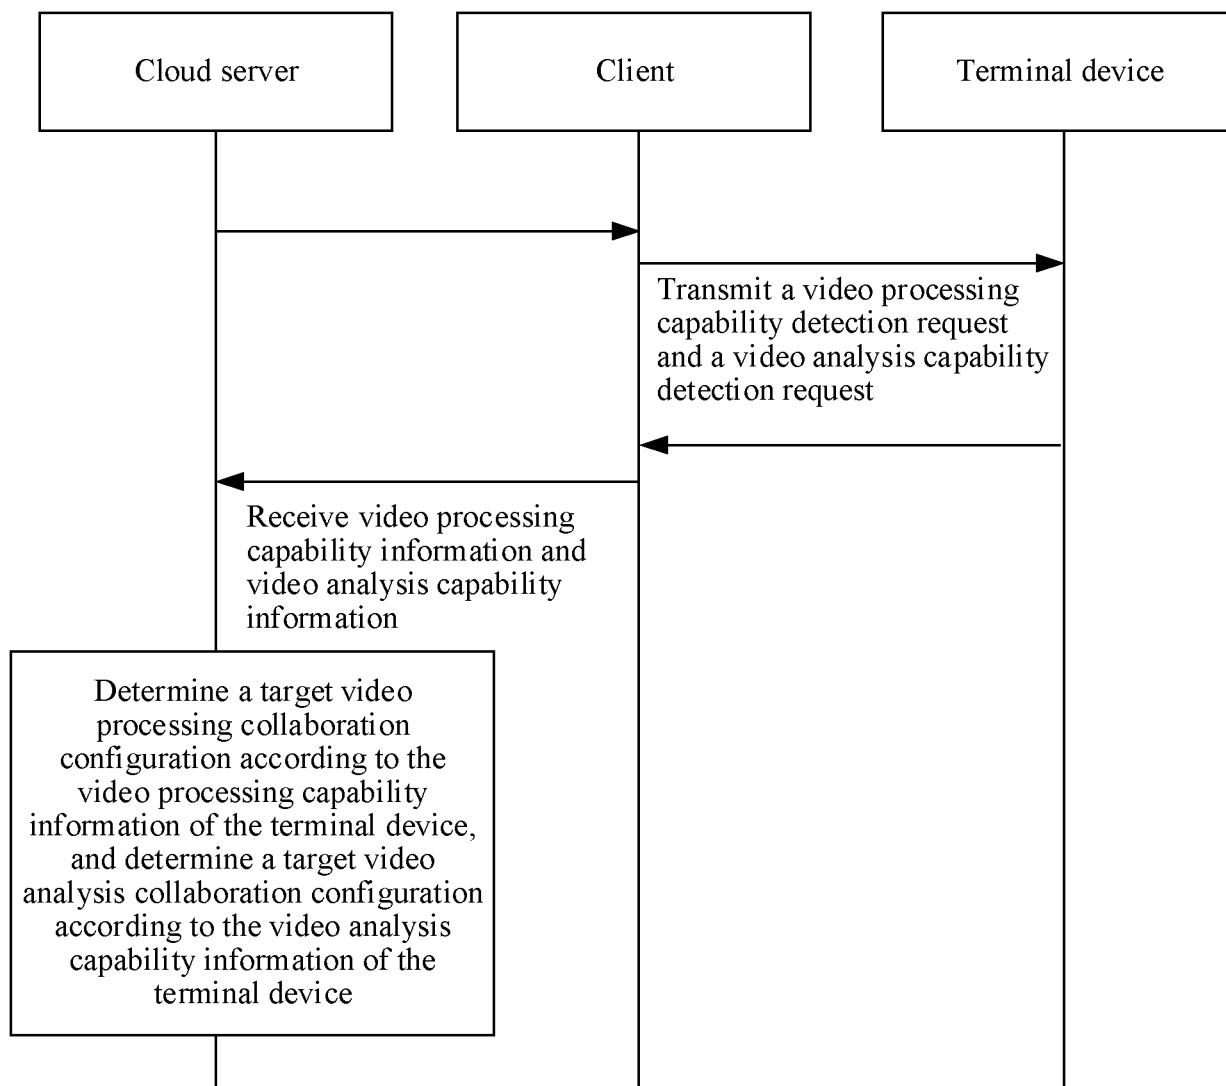 Cloud server
Client
Terminal device
Transmit a video processing
capability detection request
and a video analysis capability
detection request
Receive video processing
capability information and
video analysis capability
information
Determine a target video
processing collaboration
configuration according to the
video processing capability
information of the terminal device,
and determine a target video
analysis collaboration configuration
according to the video analysis
capability information of the
terminal device